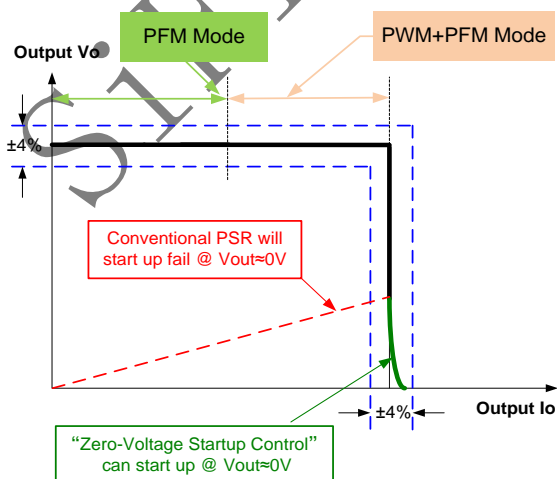 PFM Mode
PWM+PFM Mode
Output Vo
±4%
Conventional PSR will
start up fail @ Vout≈0V
±4%
Output Io
“Zero-Voltage Startup Control”
can start up @ Vout≈0V